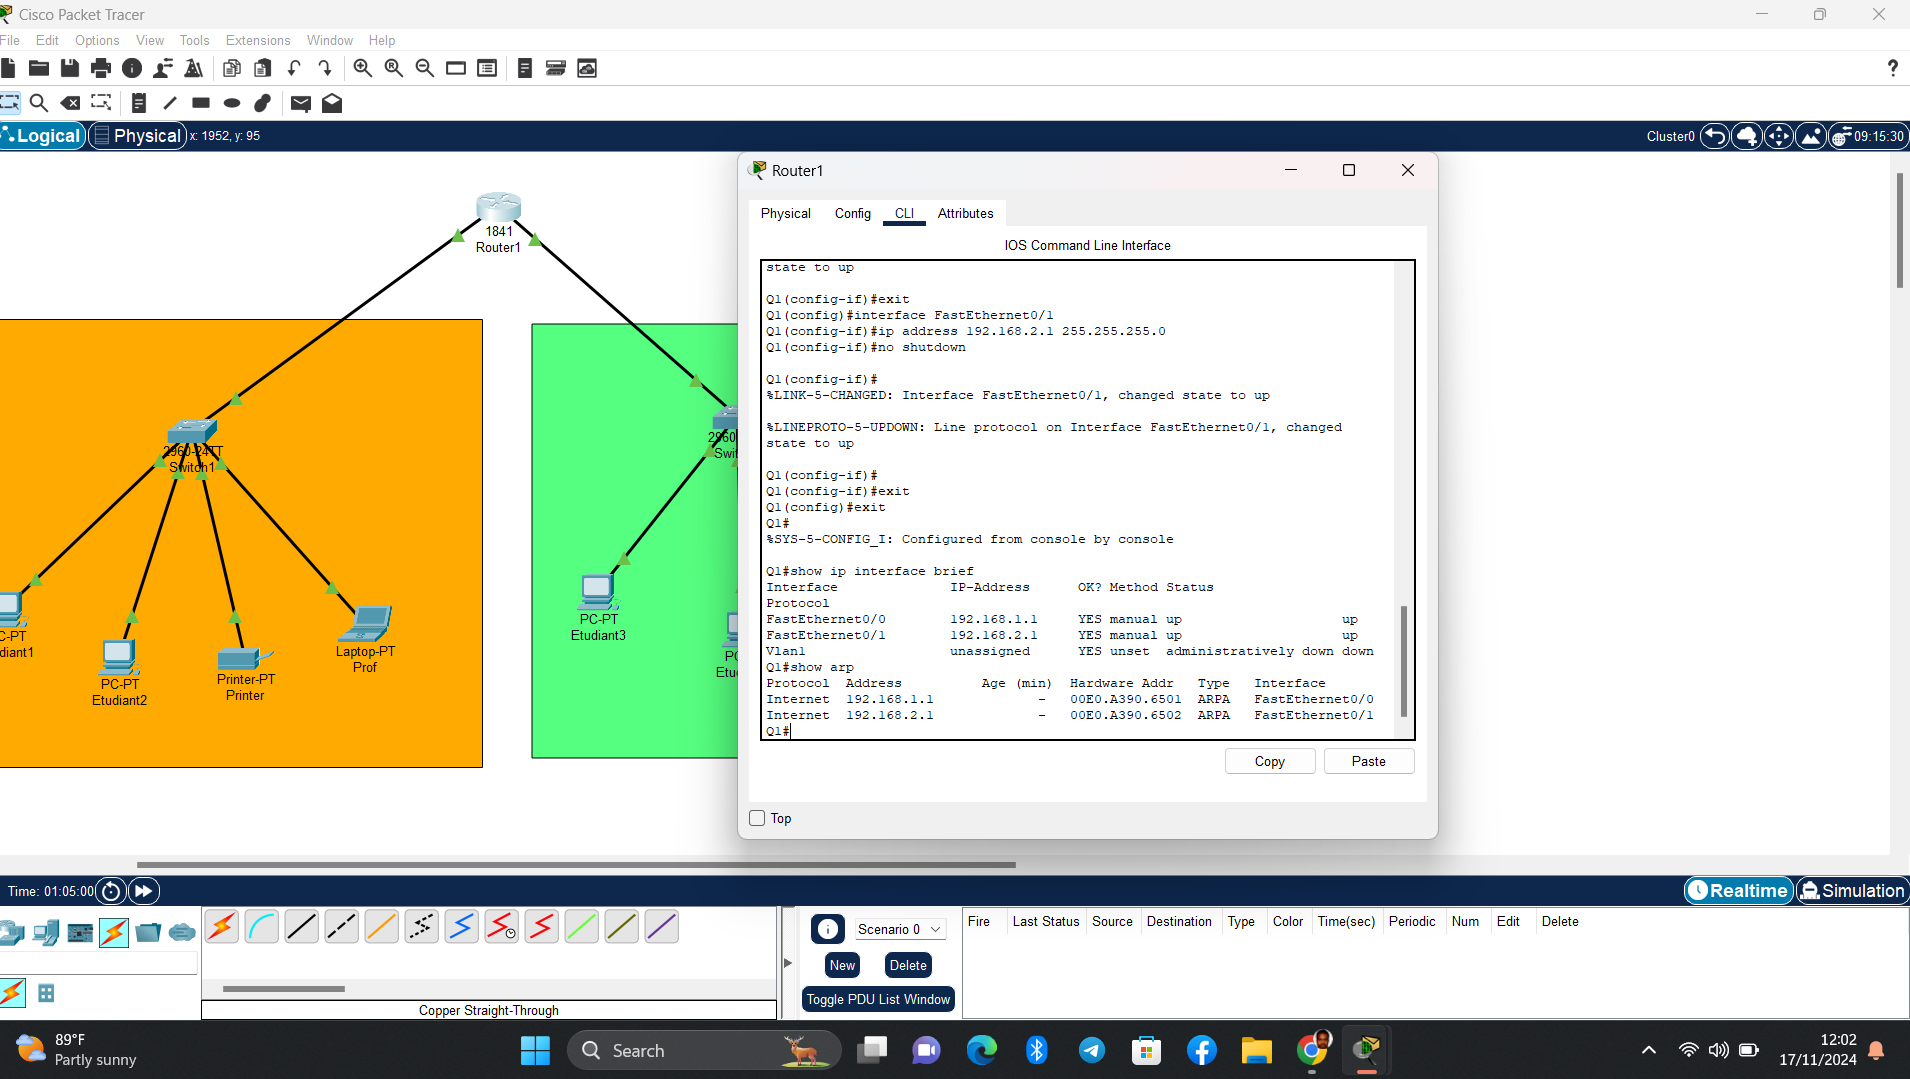 Cisco Packet Tracer
File Edit Options View Tools Extensions Window Help
?
Logical Physical x: 1952, y: 95 Cluster0 09:15:30
1841
Router1
2960-24TT
Switch1
C-PT
diant1
PC-PT
Etudiant2
Printer-PT
Printer
Laptop-PT
Prof
2960
Swit
PC-PT
Etudiant3
PC
Etu
Router1
Physical Config CLI Attributes
IOS Command Line Interface
state to up
Q1(config-if)#exit
Q1(config)#interface FastEthernet0/1
Q1(config-if)#ip address 192.168.2.1 255.255.255.0
Q1(config-if)#no shutdown
Q1(config-if)#
%LINK-5-CHANGED: Interface FastEthernet0/1, changed state to up
%LINEPROTO-5-UPDOWN: Line protocol on Interface FastEthernet0/1, changed
state to up
Q1(config-if)#
Q1(config-if)#exit
Q1(config)#exit
Q1#
%SYS-5-CONFIG_I: Configured from console by console
Q1#show ip interface brief
Interface IP-Address OK? Method Status
Protocol
FastEthernet0/0 192.168.1.1 YES manual up up
FastEthernet0/1 192.168.2.1 YES manual up up
Vlan1 unassigned YES unset administratively down down
Q1#show arp
Protocol Address Age (min) Hardware Addr Type Interface
Internet 192.168.1.1 - 00E0.A390.6501 ARPA FastEthernet0/0
Internet 192.168.2.1 - 00E0.A390.6502 ARPA FastEthernet0/1
Q1#
Copy Paste
Top
Time: 01:05:00 Realtime Simulation
Scenario 0
New Delete
Toggle PDU List Window
Fire Last Status Source Destination Type Color Time(sec) Periodic Num Edit Delete
Copper Straight-Through
89°F
Partly sunny
Search
12:02
17/11/2024